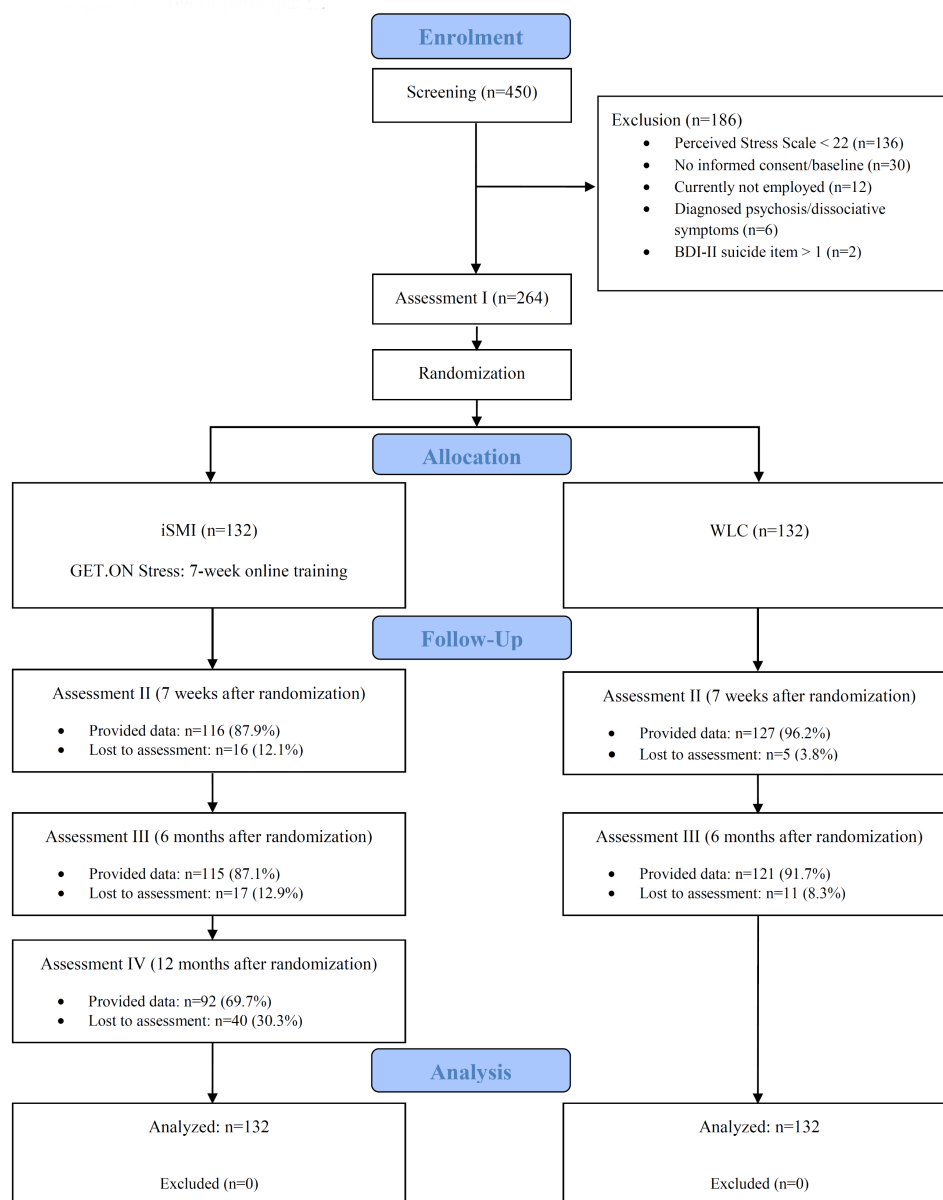 Enrolment
Screening (n=450)
Exclusion (n=186)
• Perceived Stress Scale < 22 (n=136)
• No informed consent/baseline (n=30)
• Currently not employed (n=12)
• Diagnosed psychosis/dissociative
symptoms (n=6)
• BDI-II suicide item > 1 (n=2)
Assessment I (n=264)
Randomization
Allocation
iSMI (n=132)
GET.ON Stress: 7-week online training
WLC (n=132)
Follow-Up
Assessment II (7 weeks after randomization)
• Provided data: n=116 (87.9%)
• Lost to assessment: n=16 (12.1%)
Assessment II (7 weeks after randomization)
• Provided data: n=127 (96.2%)
• Lost to assessment: n=5 (3.8%)
Assessment III (6 months after randomization)
• Provided data: n=115 (87.1%)
• Lost to assessment: n=17 (12.9%)
Assessment III (6 months after randomization)
• Provided data: n=121 (91.7%)
• Lost to assessment: n=11 (8.3%)
Assessment IV (12 months after randomization)
• Provided data: n=92 (69.7%)
• Lost to assessment: n=40 (30.3%)
Analysis
Analyzed: n=132
Excluded (n=0)
Analyzed: n=132
Excluded (n=0)